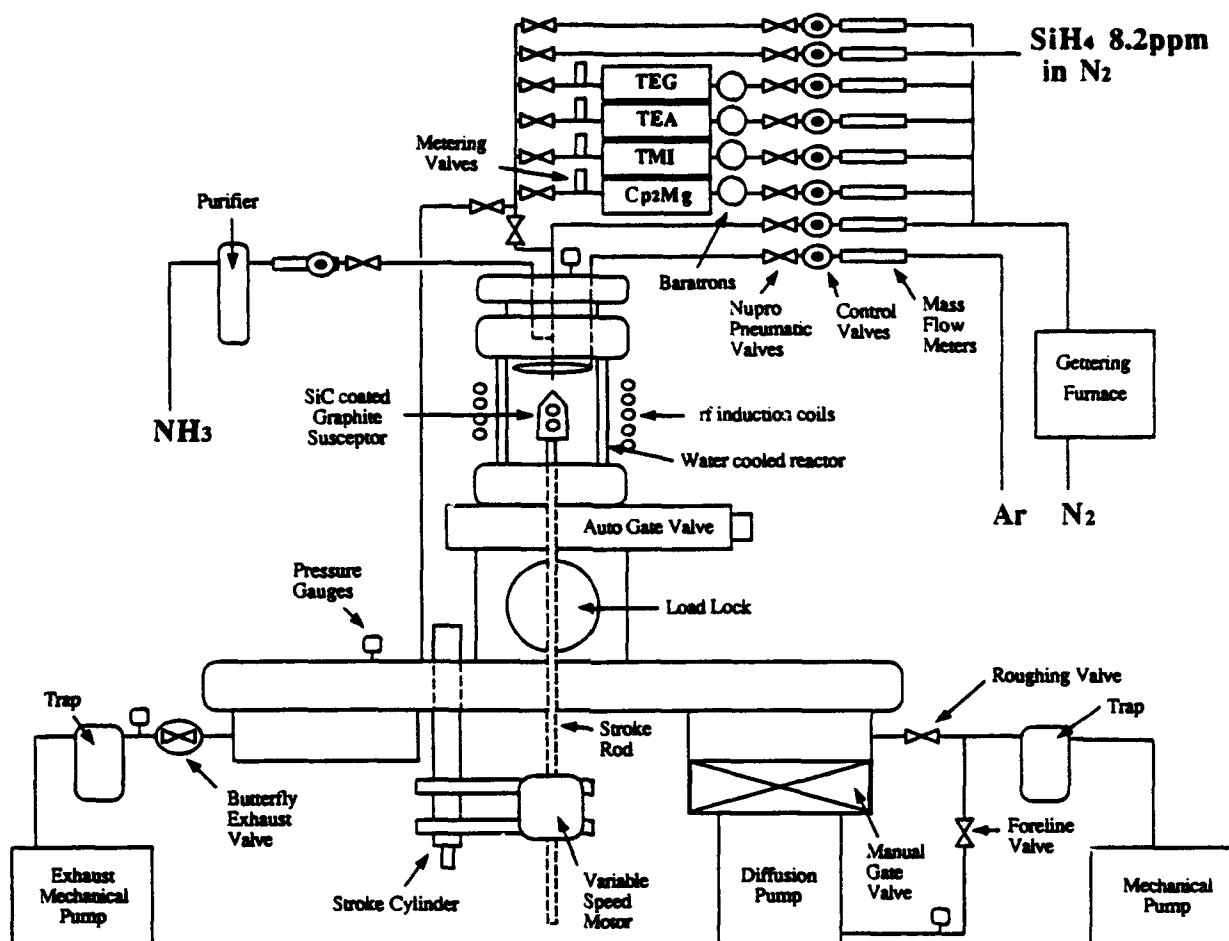 SiH4 8.2ppm
in N2
TEG
TEA
TMI
Cp2Mg
Metering
Valves
Purifier
Baratrons
Nupro
Pneumatic
Valves
Control
Valves
Mass
Flow
Meters
Gettering
Furnace
SiC coated
Graphite
Susceptor
rf induction coils
NH3
Water cooled reactor
Ar
N2
Auto Gate Valve
Pressure
Gauges
Load Lock
Roughing Valve
Trap
Trap
Stroke
Rod
Butterfly
Exhaust
Valve
Foreline
Valve
Manual
Gate
Valve
Exhaust
Mechanical
Pump
Stroke Cylinder
Variable
Speed
Motor
Diffusion
Pump
Mechanical
Pump